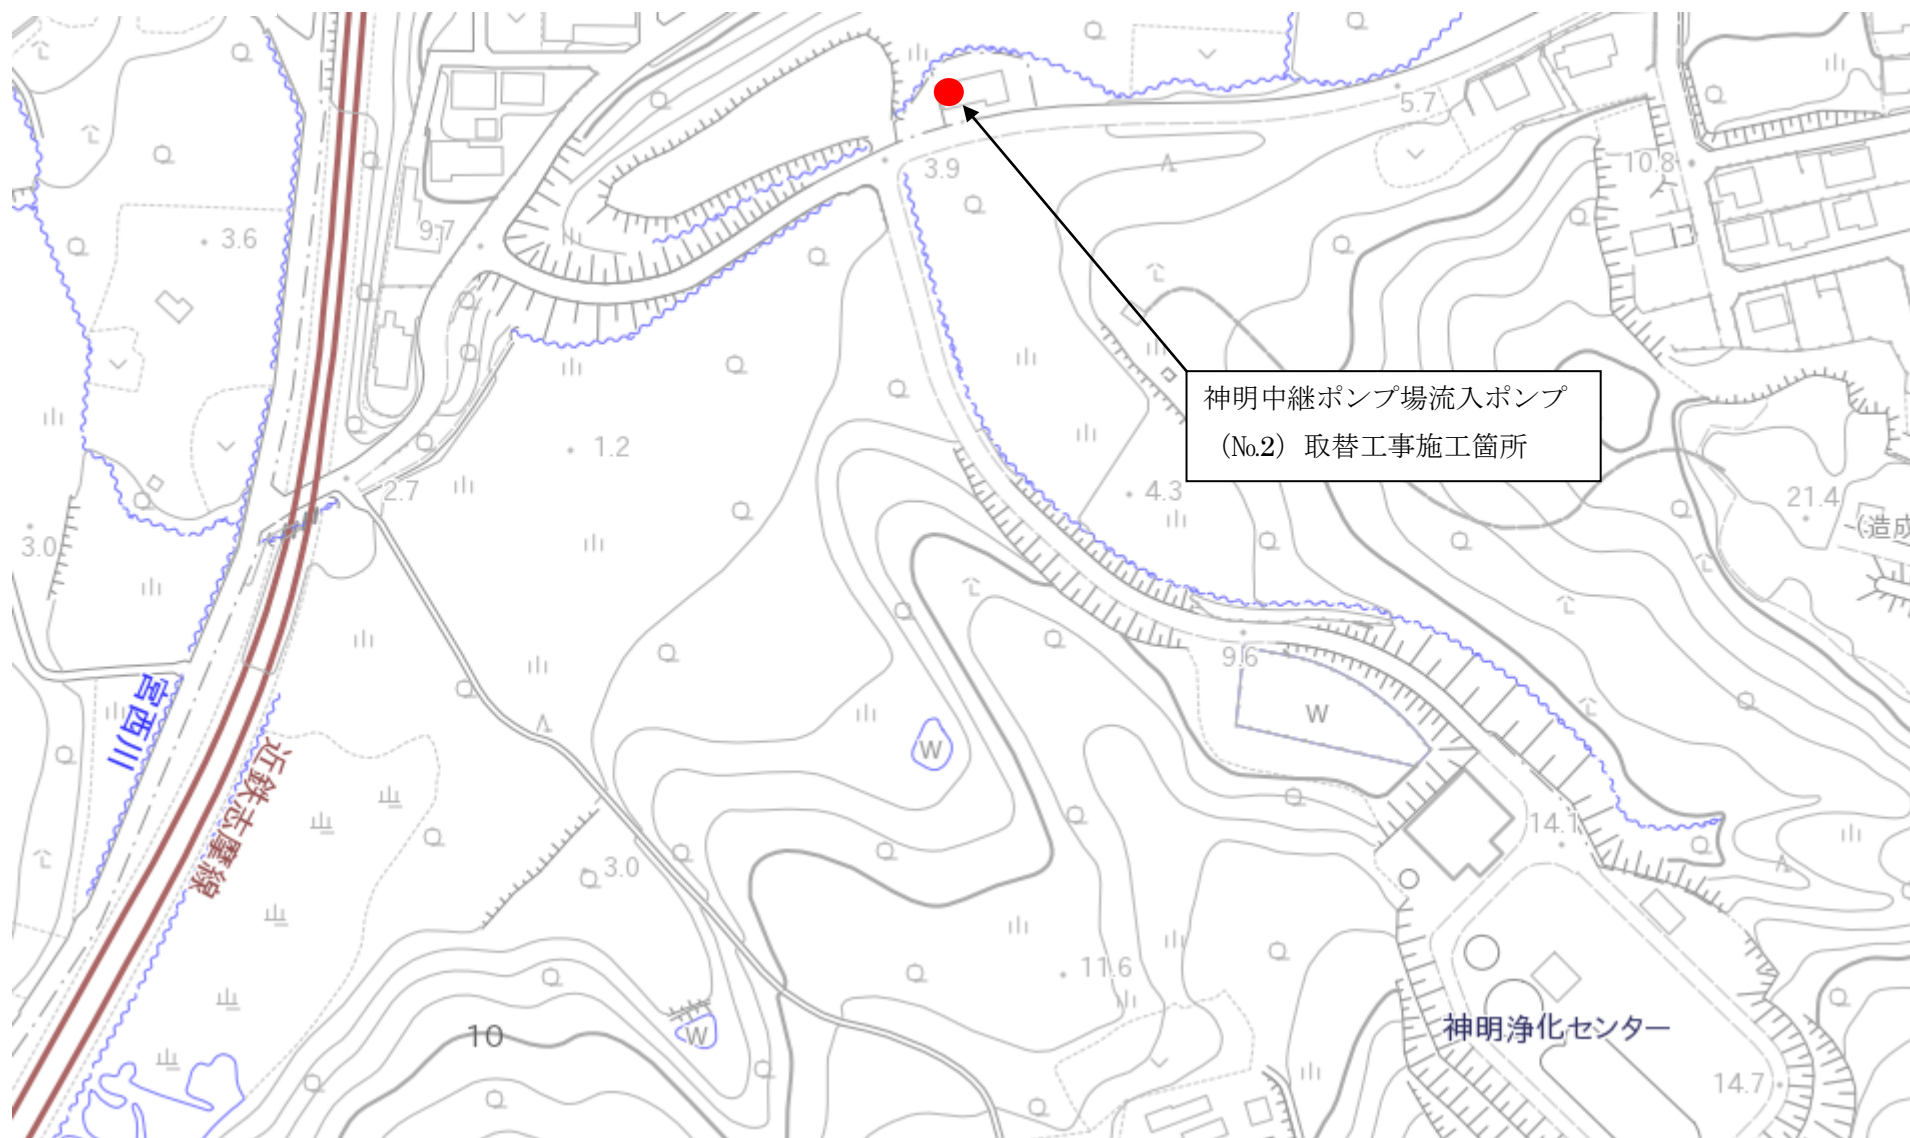 5.7
3.9
10.8
3.6
9.7
神明中継ポンプ場流入ポンプ
（№2）取替工事施工箇所
1.2
2.7
4.3
21.4
(造成
3.0
9.6
W
宮西川
W
近鉄志摩線
14.1
3.0
11.6
10
W
神明浄化センター
14.7